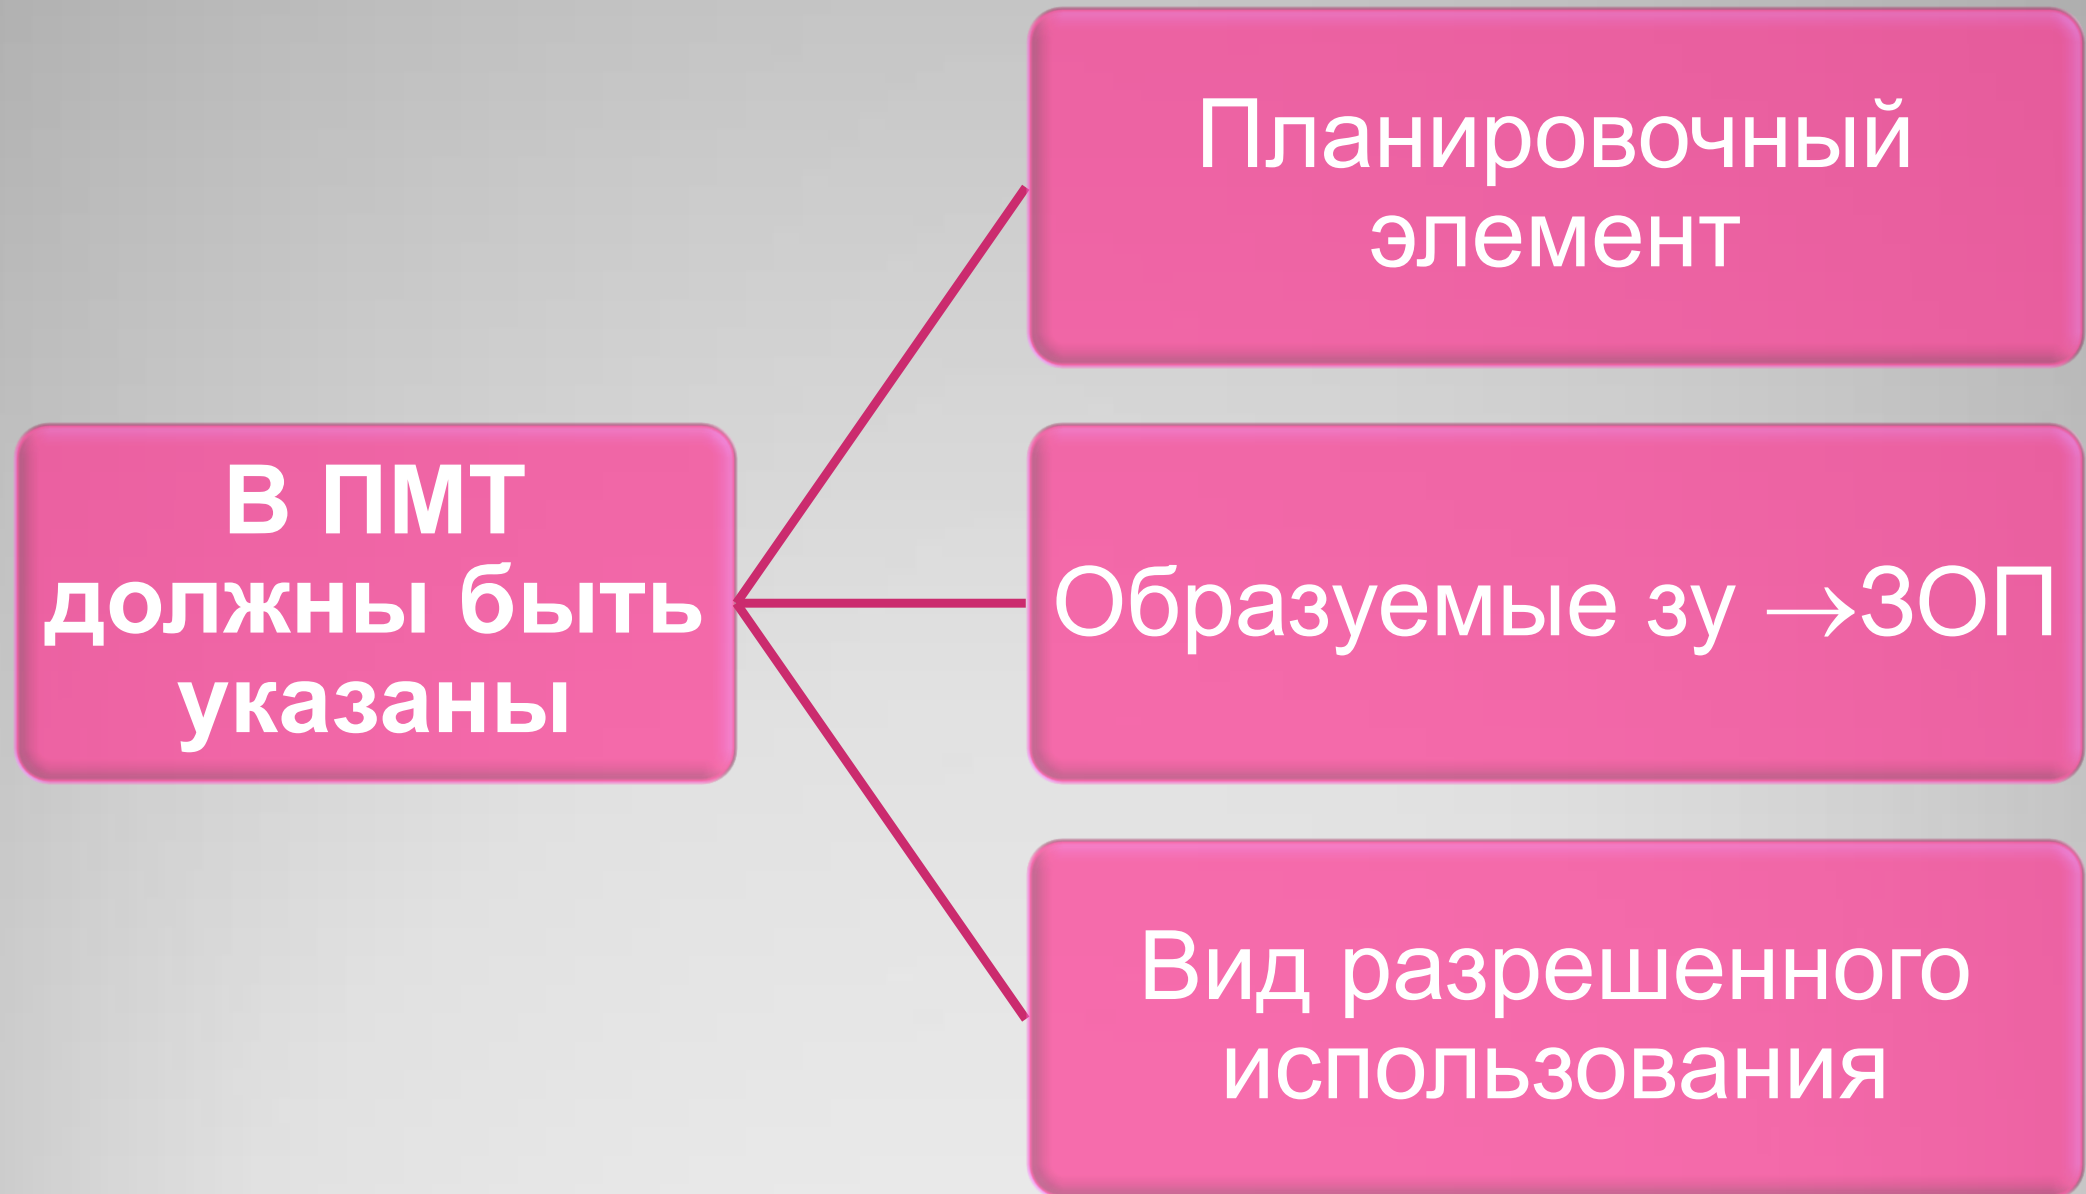 В ПМТ
должны быть
указаны
Планировочный
элемент
Образуемые зу →ЗОП
Вид разрешенного
использования